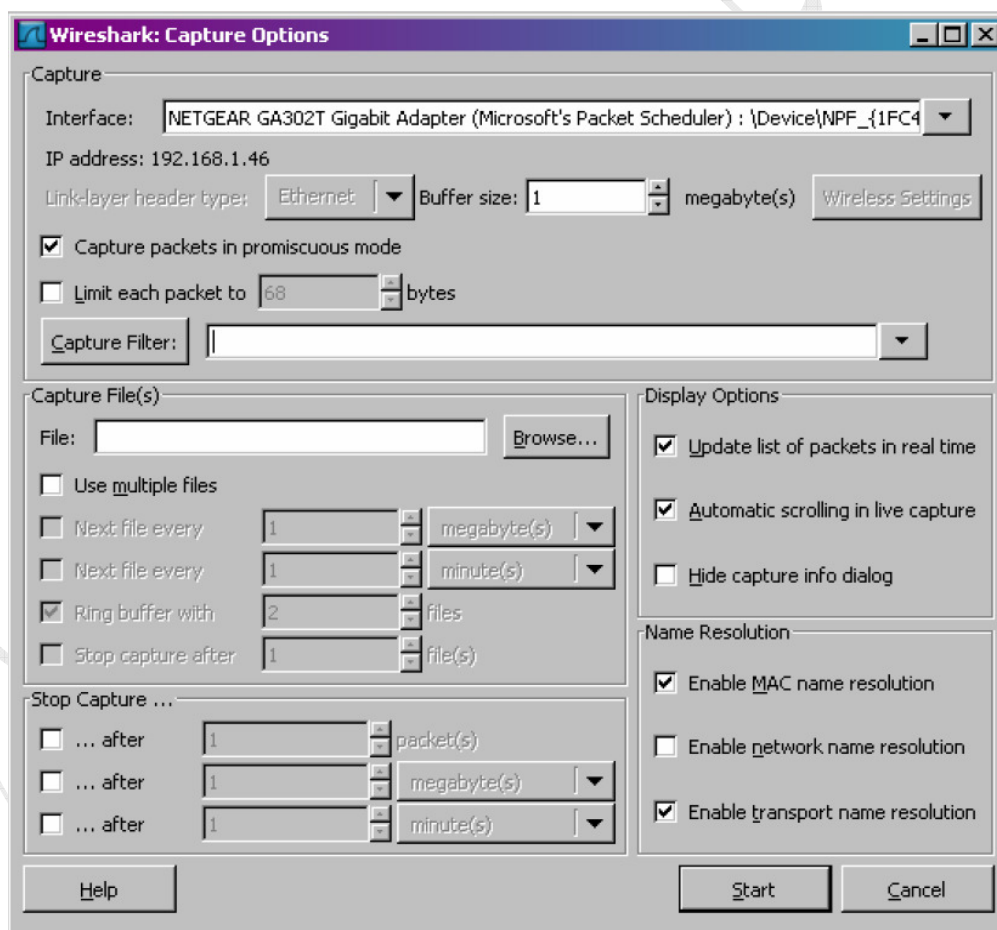 Wireshark: Capture Options
Capture
Interface: NETGEAR GA302T Gigabit Adapter (Microsoft's Packet Scheduler) : \Device\NPF_{1FC4
IP address: 192.168.1.46
Link-layer header type: Ethernet Buffer size: 1 megabyte(s) Wireless Settings
Capture packets in promiscuous mode
Limit each packet to 68 bytes
Capture Filter:
Capture File(s)
File: Browse...
Use multiple files
Next file every 1 megabyte(s)
Next file every 1 minute(s)
Ring buffer with 2 files
Stop capture after 1 file(s)
Stop Capture ...
... after 1 packet(s)
... after 1 megabyte(s)
... after 1 minute(s)
Display Options
Update list of packets in real time
Automatic scrolling in live capture
Hide capture info dialog
Name Resolution
Enable MAC name resolution
Enable network name resolution
Enable transport name resolution
Help Start Cancel